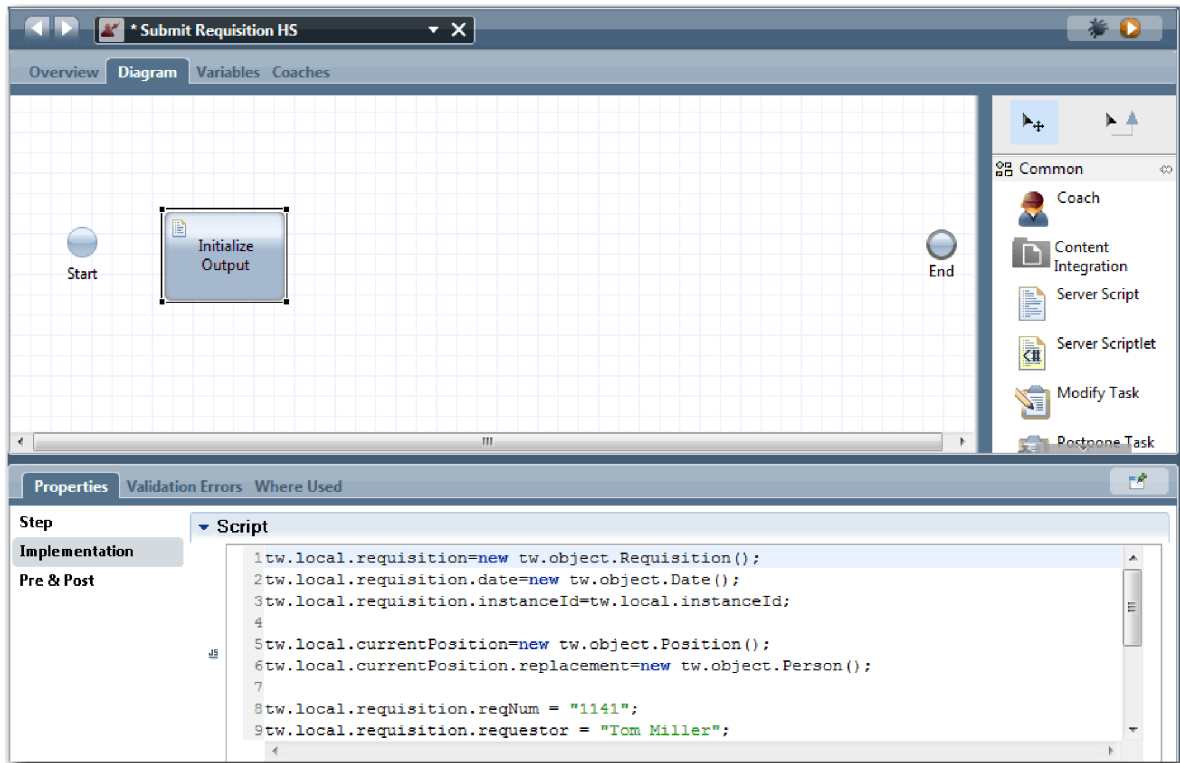 * Submit Requisition HS
Overview Diagram Variables Coaches
Start
Initialize
Output
End
Common
Coach
Content
Integration
Server Script
Server Scriptlet
Modify Task
Postpone Task
Properties Validation Errors Where Used
Step
Implementation
Pre & Post
Script
1tw.local.requisition=new tw.object.Requisition();
2tw.local.requisition.date=new tw.object.Date();
3tw.local.requisition.instanceId=tw.local.instanceId;
4
5tw.local.currentPosition=new tw.object.Position();
6tw.local.currentPosition.replacement=new tw.object.Person();
7
8tw.local.requisition.reqNum = "1141";
9tw.local.requisition.requestor = "Tom Miller";
JS